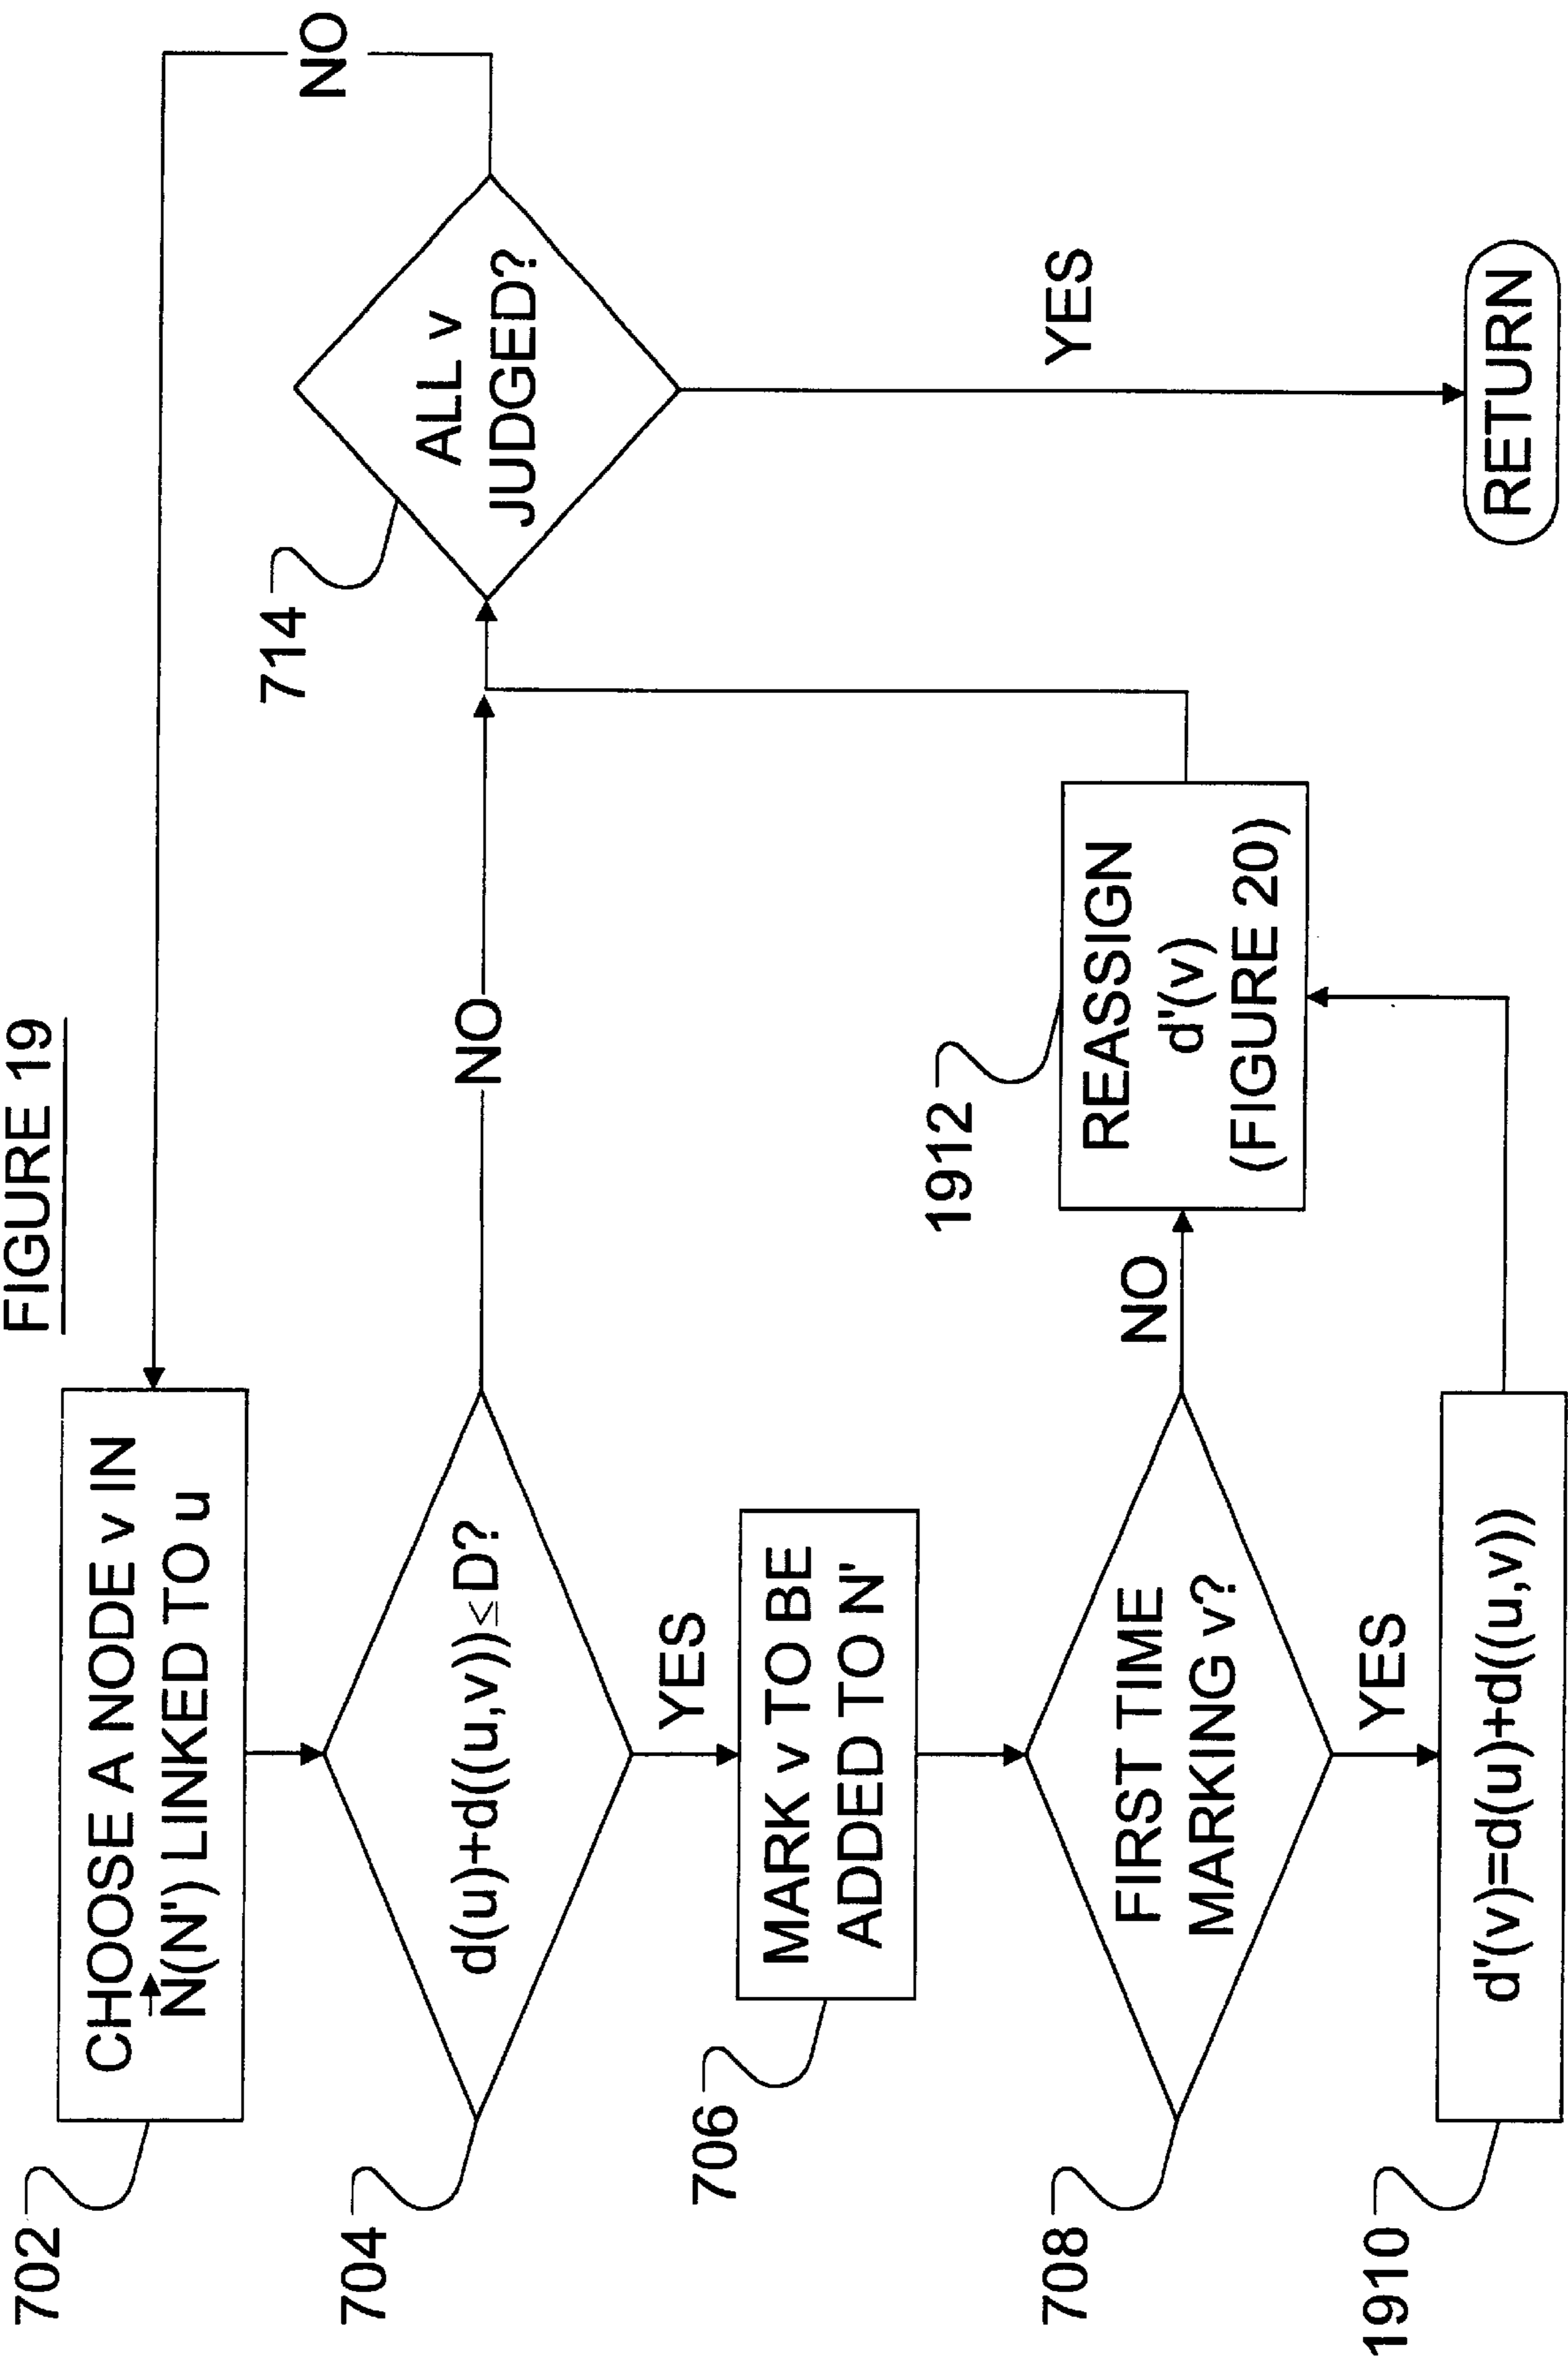 FIGURE 19
702
CHOOSE A NODE v IN
N⃗(N') LINKED TO u
NO
704
d(u)+d((u,v))≤D?
NO
714
ALL v
JUDGED?
YES
706
MARK v TO BE
ADDED TO N'
YES
708
FIRST TIME
MARKING v?
NO
1912
REASSIGN
d'(v)
(FIGURE 20)
YES
1910
d'(v)=d(u)+d((u,v))
RETURN